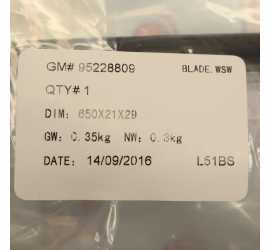 GM# 95228809 BLADE,WSW
QTY# 1
DIM: 650X21X29
GW: 0.35kg NW: 0.3kg
DATE: 14/09/2016 L51BS